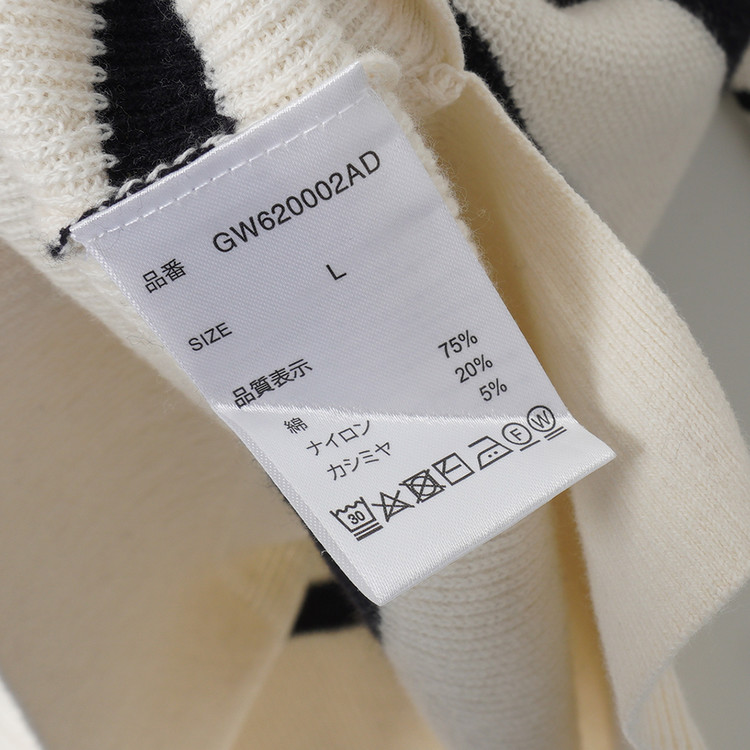 品番 GW620002AD
SIZE L
品質表示
綿 75%
ナイロン 20%
カシミヤ 5%
30 F W